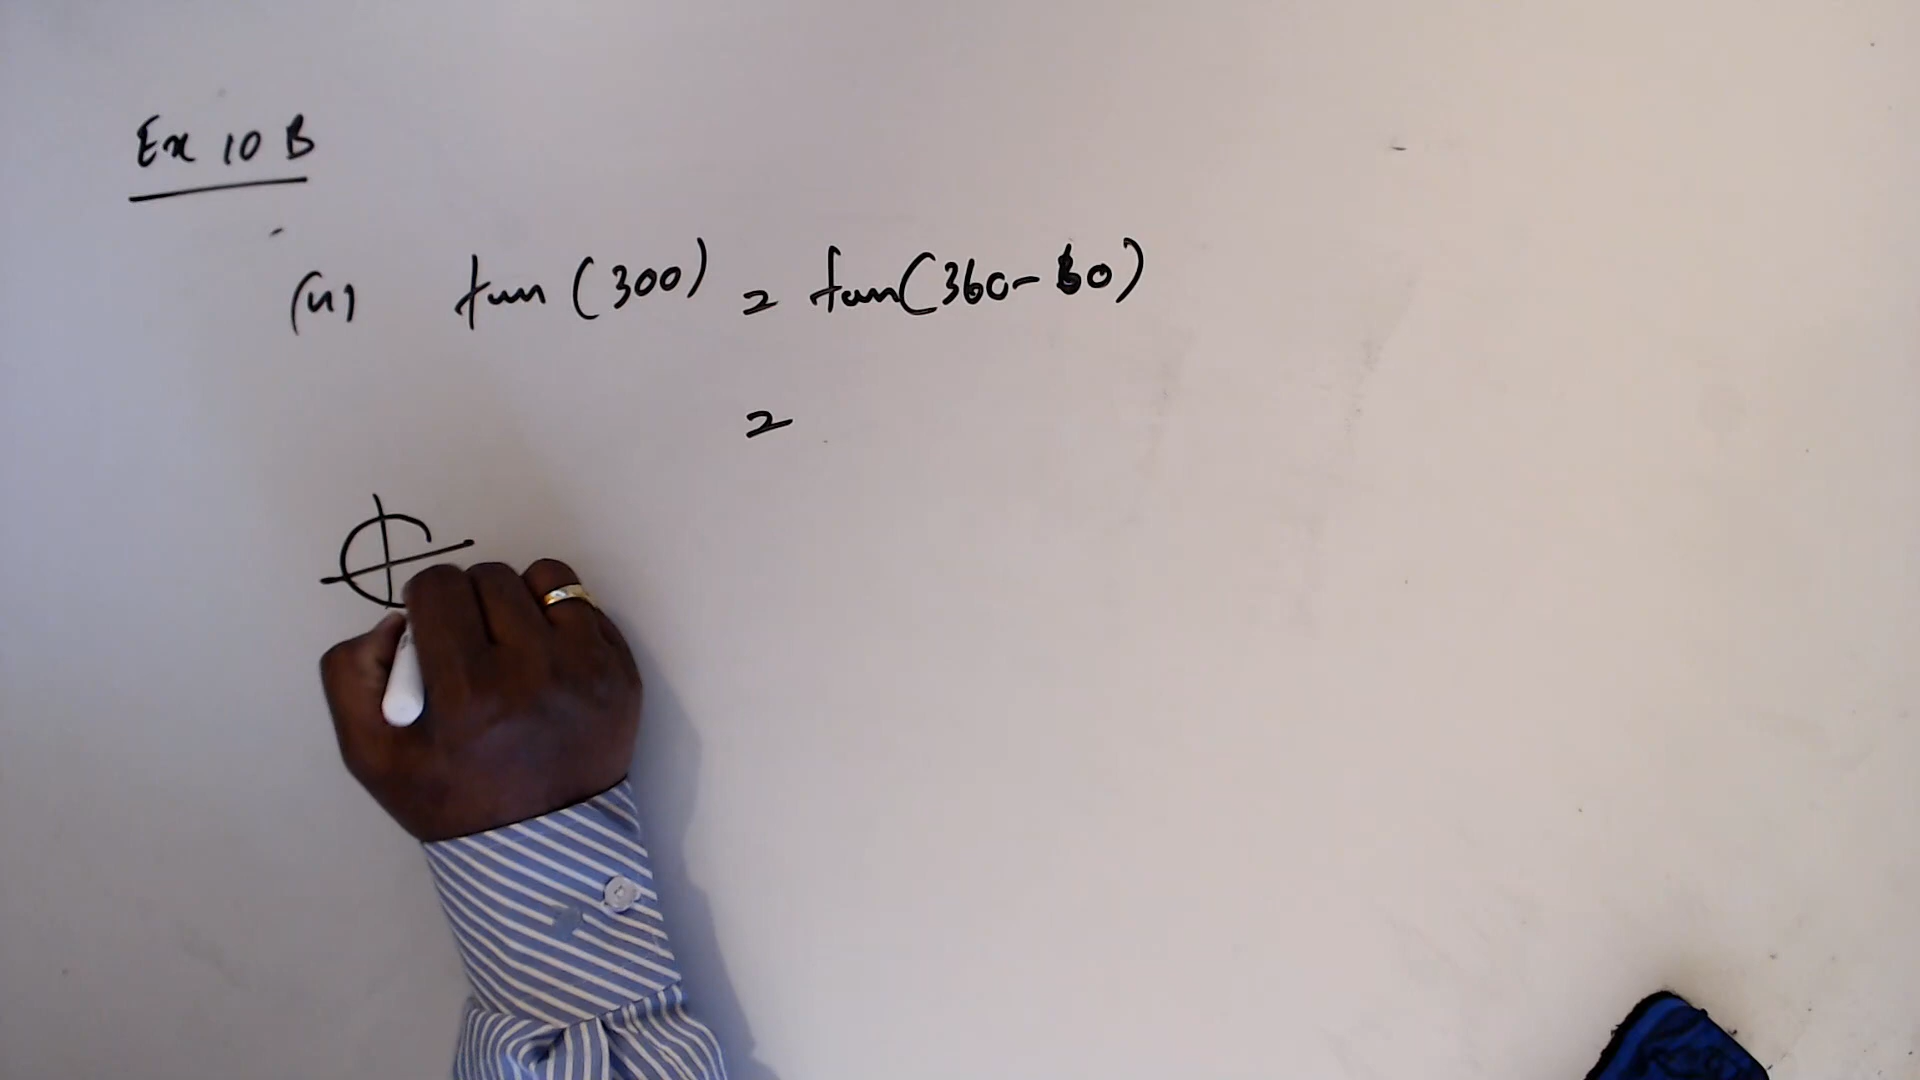 Ex 10 B
(n) tan (300) = tan(360-60)
=